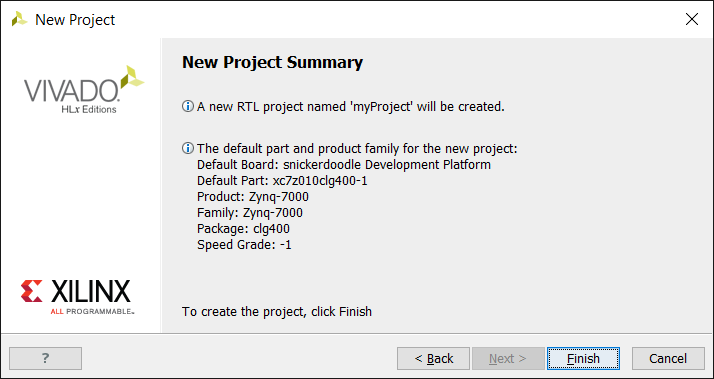 New Project
VIVADO.
HLx Editions
New Project Summary
A new RTL project named 'myProject' will be created.
The default part and product family for the new project:
Default Board: snickerdoodle Development Platform
Default Part: xc7z010clg400-1
Product: Zynq-7000
Family: Zynq-7000
Package: clg400
Speed Grade: -1
XILINX
ALL PROGRAMMABLE™
To create the project, click Finish
?
< Back
Next >
Finish
Cancel